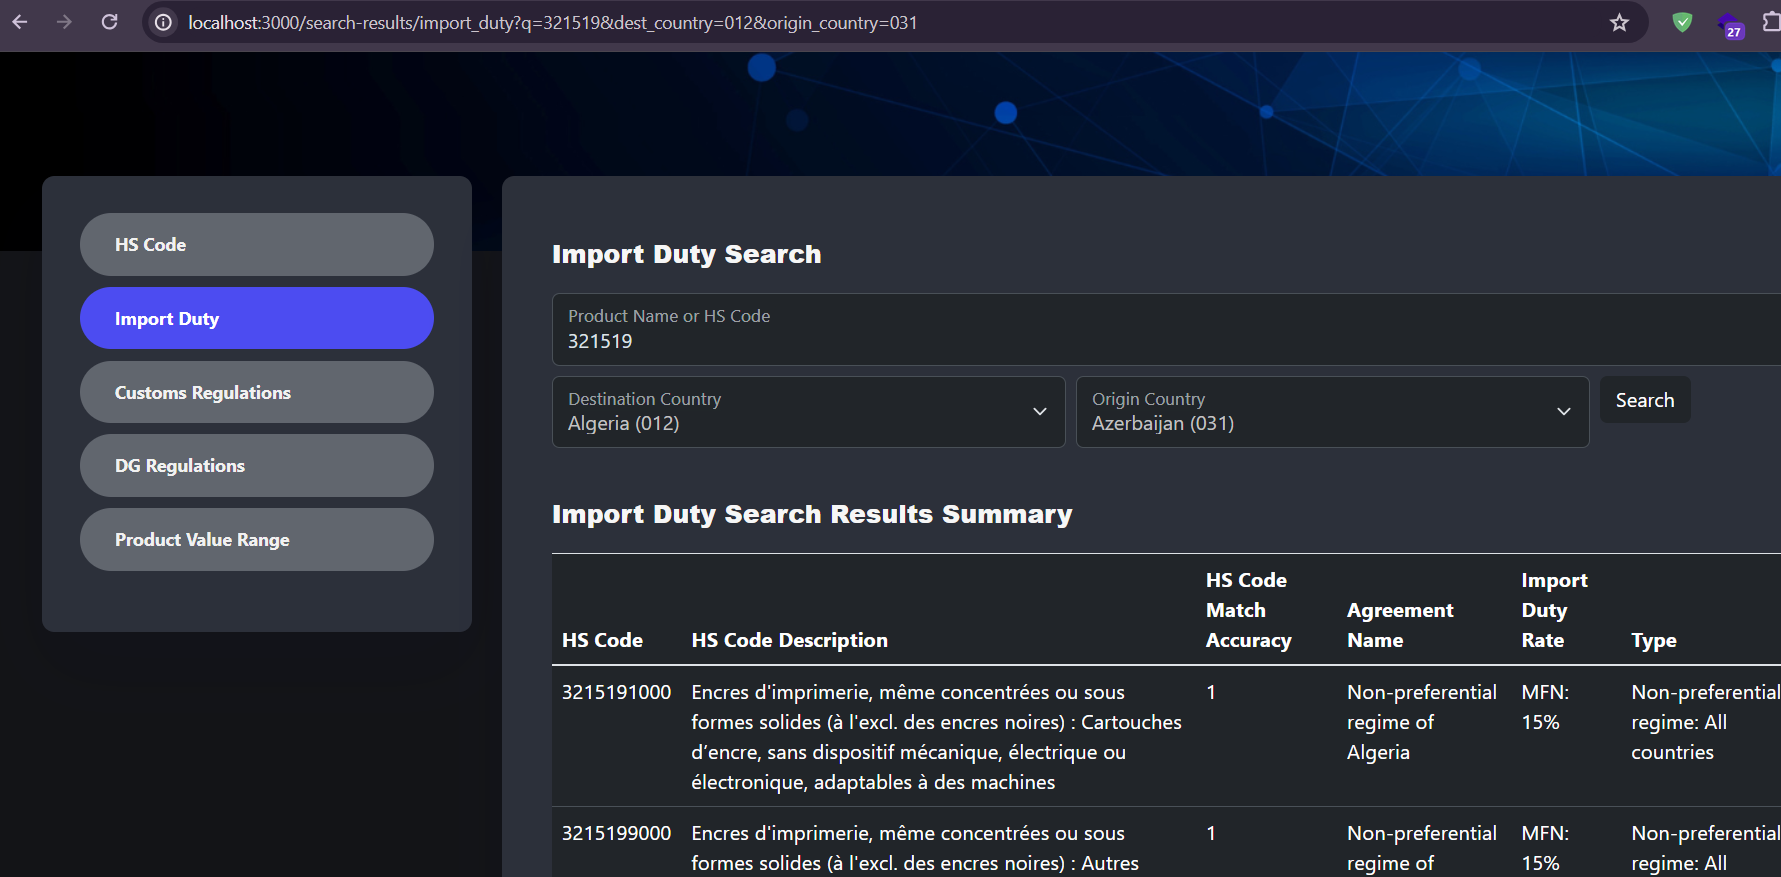 localhost:3000/search-results/import_duty?q=321519&dest_country=012&origin_country=031
27
HS Code
Import Duty
Customs Regulations
DG Regulations
Product Value Range
Import Duty Search
Product Name or HS Code
321519
Destination Country
Algeria (012)
Origin Country
Azerbaijan (031)
Search
Import Duty Search Results Summary
HS Code
HS Code Description
HS Code
Match
Accuracy
Agreement
Name
Import
Duty
Rate
Type
3215191000
Encres d'imprimerie, même concentrées ou sous
formes solides (à l'excl. des encres noires) : Cartouches
d’encre, sans dispositif mécanique, électrique ou
électronique, adaptables à des machines
1
Non-preferential
regime of
Algeria
MFN:
15%
Non-preferential
regime: All
countries
3215199000
Encres d'imprimerie, même concentrées ou sous
formes solides (à l'excl. des encres noires) : Autres
1
Non-preferential
regime of
MFN:
15%
Non-preferential
regime: All